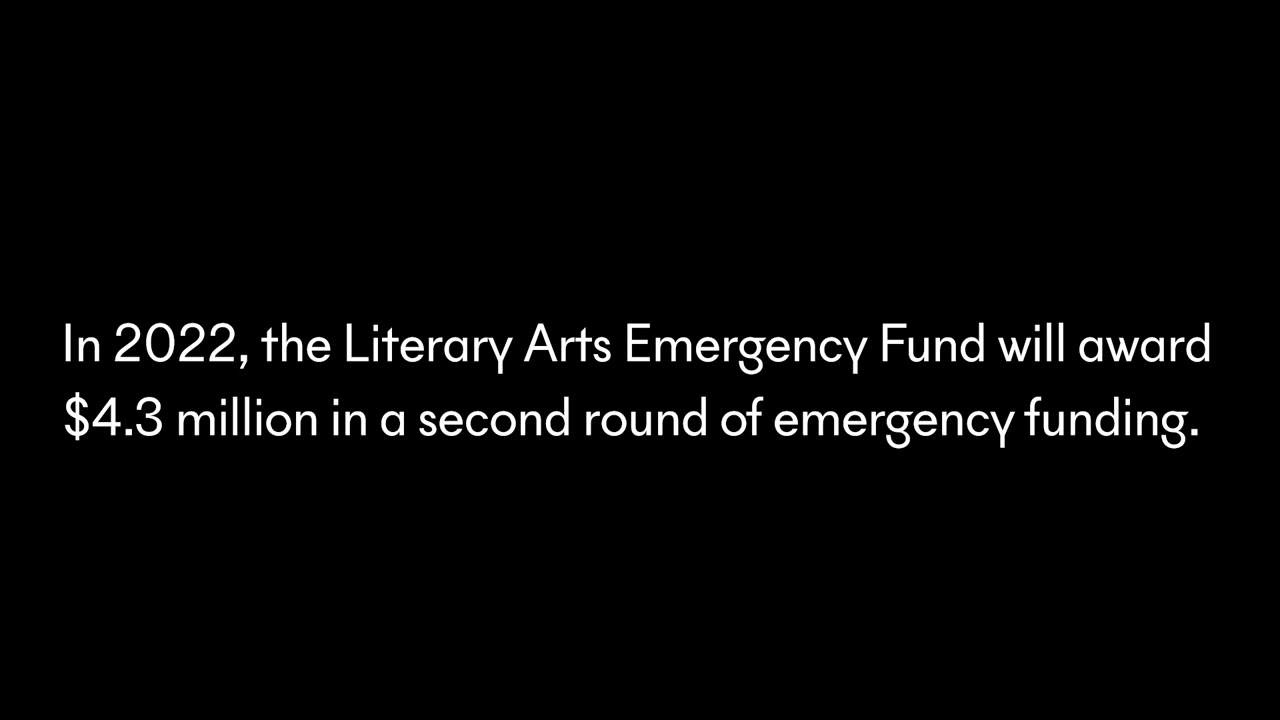 In 2022, the Literary Arts Emergency Fund will award
$4.3 million in a second round of emergency funding.